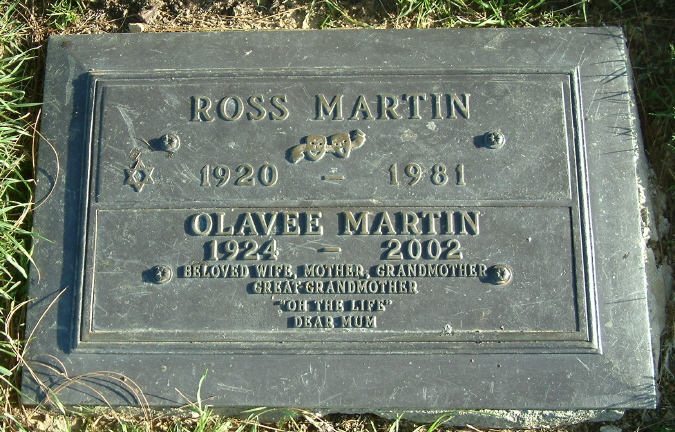 ROSS MARTIN
1920 – 1981
OLAVEE MARTIN
1924 – 2002
BELOVED WIFE, MOTHER, GRANDMOTHER
GREAT GRANDMOTHER
"OH THE LIFE"
DEAR MUM